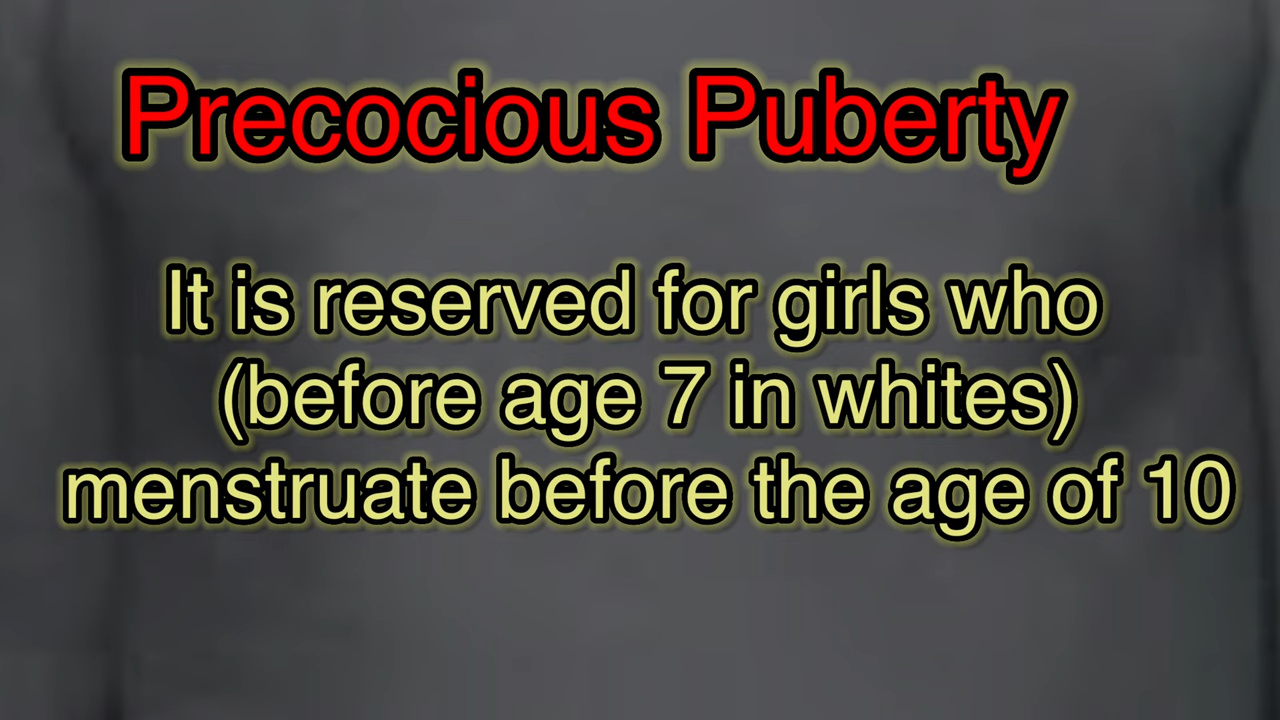 Precocious Puberty
It is reserved for girls who
(before age 7 in whites)
menstruate before the age of 10